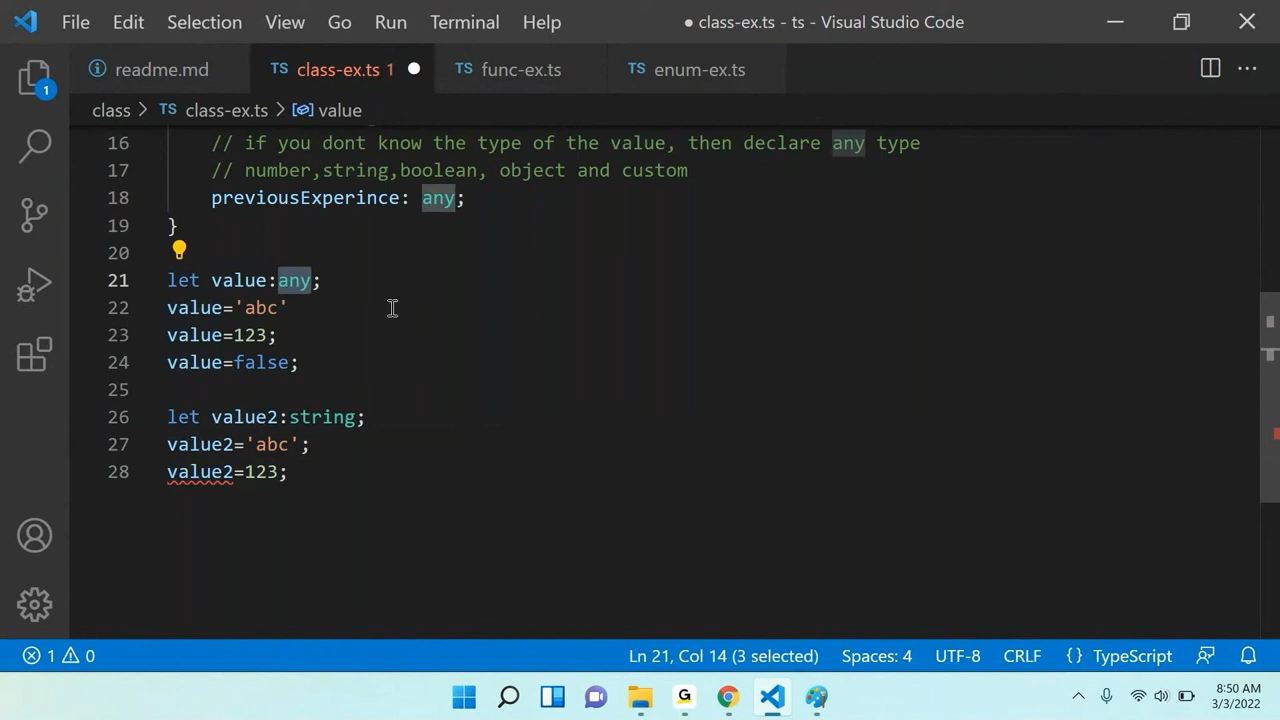 File Edit Selection View Go Run Terminal Help ● class-ex.ts - ts - Visual Studio Code
readme.md TS class-ex.ts 1 TS func-ex.ts TS enum-ex.ts
class > TS class-ex.ts > value
16 // if you dont know the type of the value, then declare any type
17 // number,string,boolean, object and custom
18 previousExperince: any;
19 }
20
21 let value:any;
22 value='abc'
23 value=123;
24 value=false;
25
26 let value2:string;
27 value2='abc';
28 value2=123;
1
1 0 Ln 21, Col 14 (3 selected) Spaces: 4 UTF-8 CRLF {} TypeScript
G
8:50 AM
3/3/2022